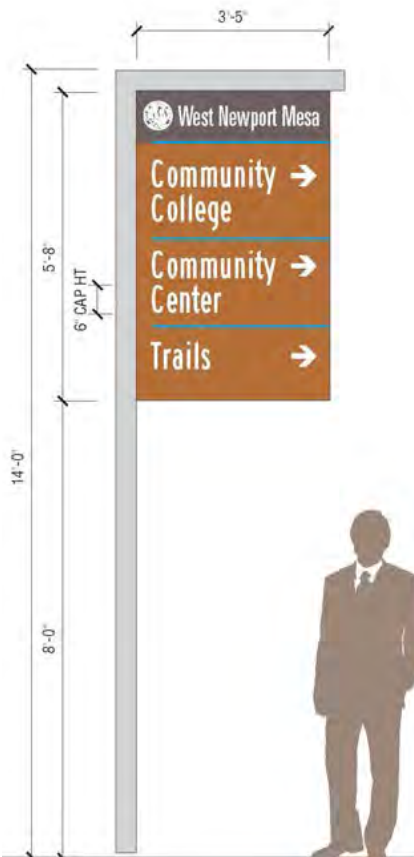 3'-5"
West Newport Mesa
Community
College
5'-8"
6" CAP HT
Community
Center
Trails
14'-0"
8'-0"